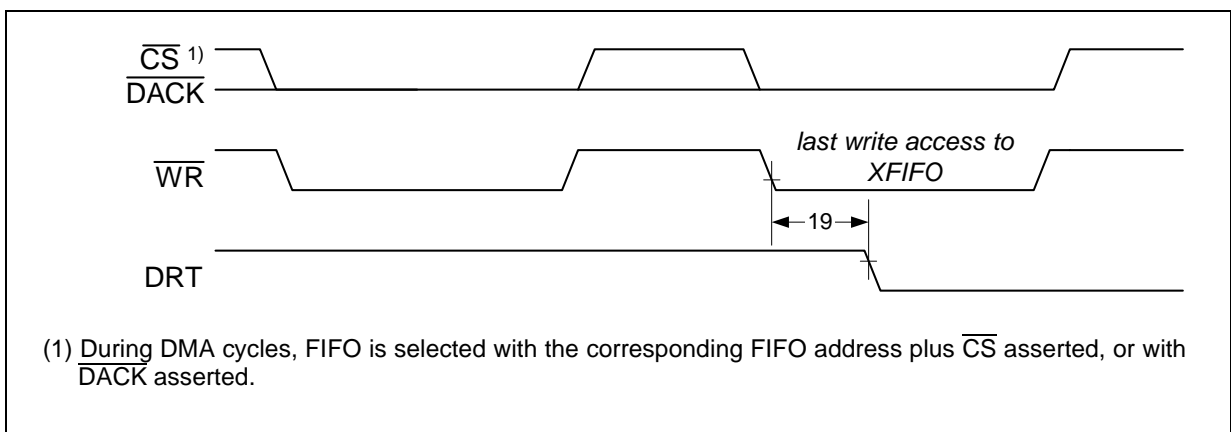 CS 1)
DACK
WR
last write access to
XFIFO
19
DRT
(1) During DMA cycles, FIFO is selected with the corresponding FIFO address plus CS asserted, or with
DACK asserted.